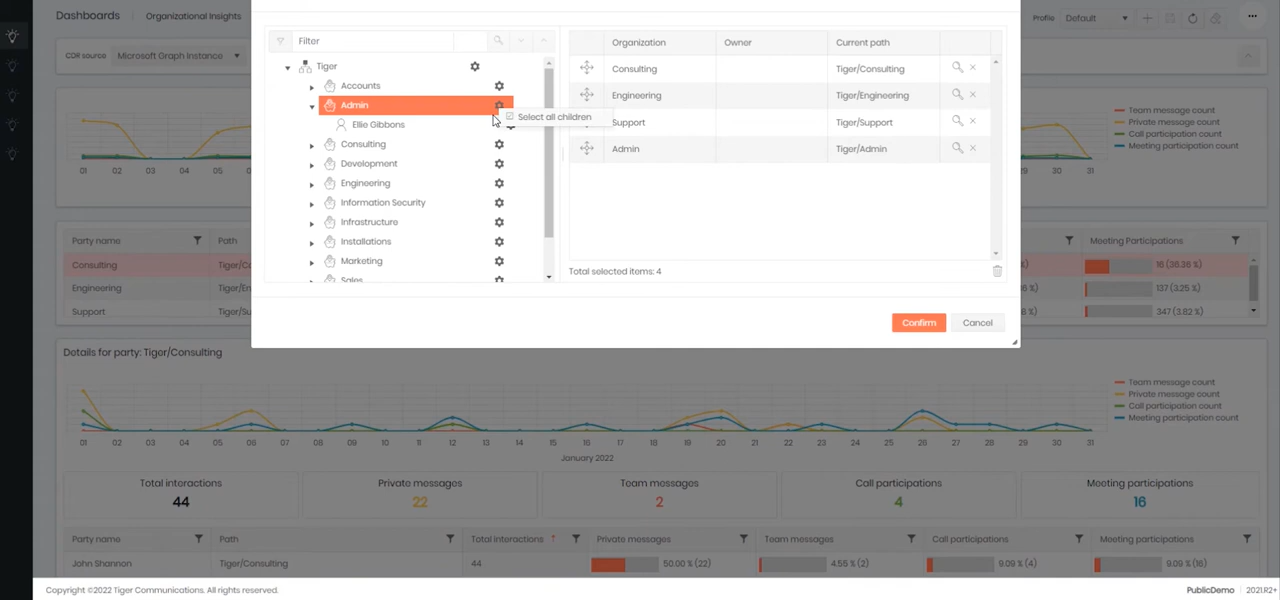 Dashboards
Organizational Insights
Profile
Default
CDR source
Microsoft Graph Instance
Filter
Tiger
Accounts
Admin
Ellie Gibbons
Consulting
Development
Engineering
Information Security
Infrastructure
Installations
Marketing
Sales
Select all children
Organization Owner Current path
Consulting Tiger/Consulting
Engineering Tiger/Engineering
Support Tiger/Support
Admin Tiger/Admin
Total selected items: 4
Confirm
Cancel
Team message count
Private message count
Call participation count
Meeting participation count
01 02 03 04 05
29 30 31
Party name Path Meeting Participations
Consulting Tiger/Co 16 (36.36 %)
Engineering Tiger/En 137 (3.25 %)
Support Tiger/Su 347 (3.82 %)
Details for party: Tiger/Consulting
Team message count
Private message count
Call participation count
Meeting participation count
01 02 03 04 05 06 07 08 09 10 11 12 13 14 15 16 17 18 19 20 21 22 23 24 25 26 27 28 29 30 31
January 2022
Total interactions Private messages Team messages Call participations Meeting participations
44 22 2 4 16
Party name Path Total interactions Private messages Team messages Call participations Meeting participations
John Shannon Tiger/Consulting 44 50.00 % (22) 4.55 % (2) 9.09 % (4) 9.09 % (16)
Copyright ©2022 Tiger Communications. All rights reserved.
PublicDemo
2021.R2+